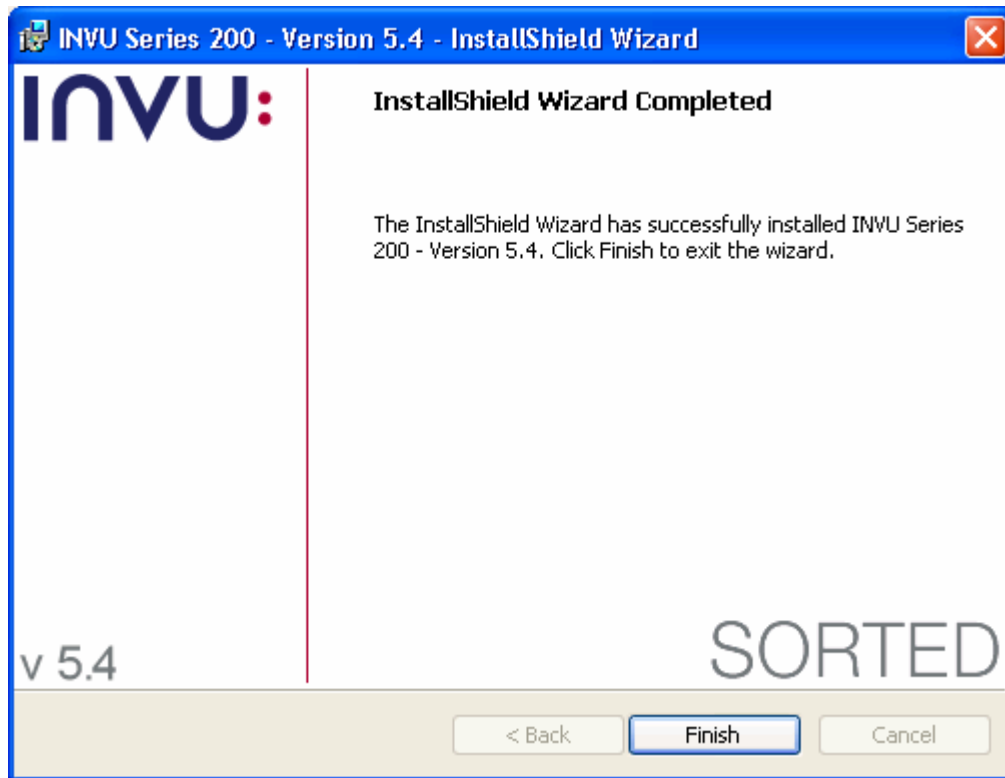 INVU Series 200 - Version 5.4 - InstallShield Wizard
INVU:
InstallShield Wizard Completed
The InstallShield Wizard has successfully installed INVU Series
200 - Version 5.4. Click Finish to exit the wizard.
v 5.4
SORTED
< Back
Finish
Cancel